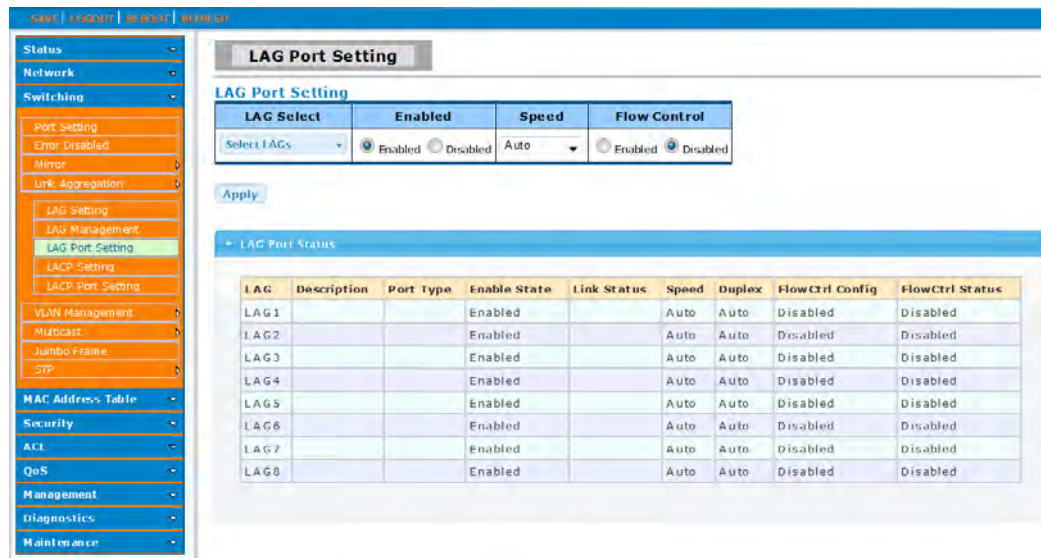 SAVE | LOGOUT | REBOOT | REFRESH
Status
Network
Switching
Port Setting
Error Disabled
Mirror
Link Aggregation
LAG Setting
LAG Management
LAG Port Setting
LACP Setting
LACP Port Setting
VLAN Management
Multicast
Jumbo Frame
STP
MAC Address Table
Security
ACL
QoS
Management
Diagnostics
Maintenance
LAG Port Setting
LAG Port Setting
LAG Select Enabled Speed Flow Control
Select LAGs Enabled Disabled Auto Enabled Disabled
Apply
LAG Port Status
LAG Description Port Type Enable State Link Status Speed Duplex FlowCtrl Config FlowCtrl Status
LAG1 Enabled Auto Auto Disabled Disabled
LAG2 Enabled Auto Auto Disabled Disabled
LAG3 Enabled Auto Auto Disabled Disabled
LAG4 Enabled Auto Auto Disabled Disabled
LAG5 Enabled Auto Auto Disabled Disabled
LAG6 Enabled Auto Auto Disabled Disabled
LAG7 Enabled Auto Auto Disabled Disabled
LAG8 Enabled Auto Auto Disabled Disabled